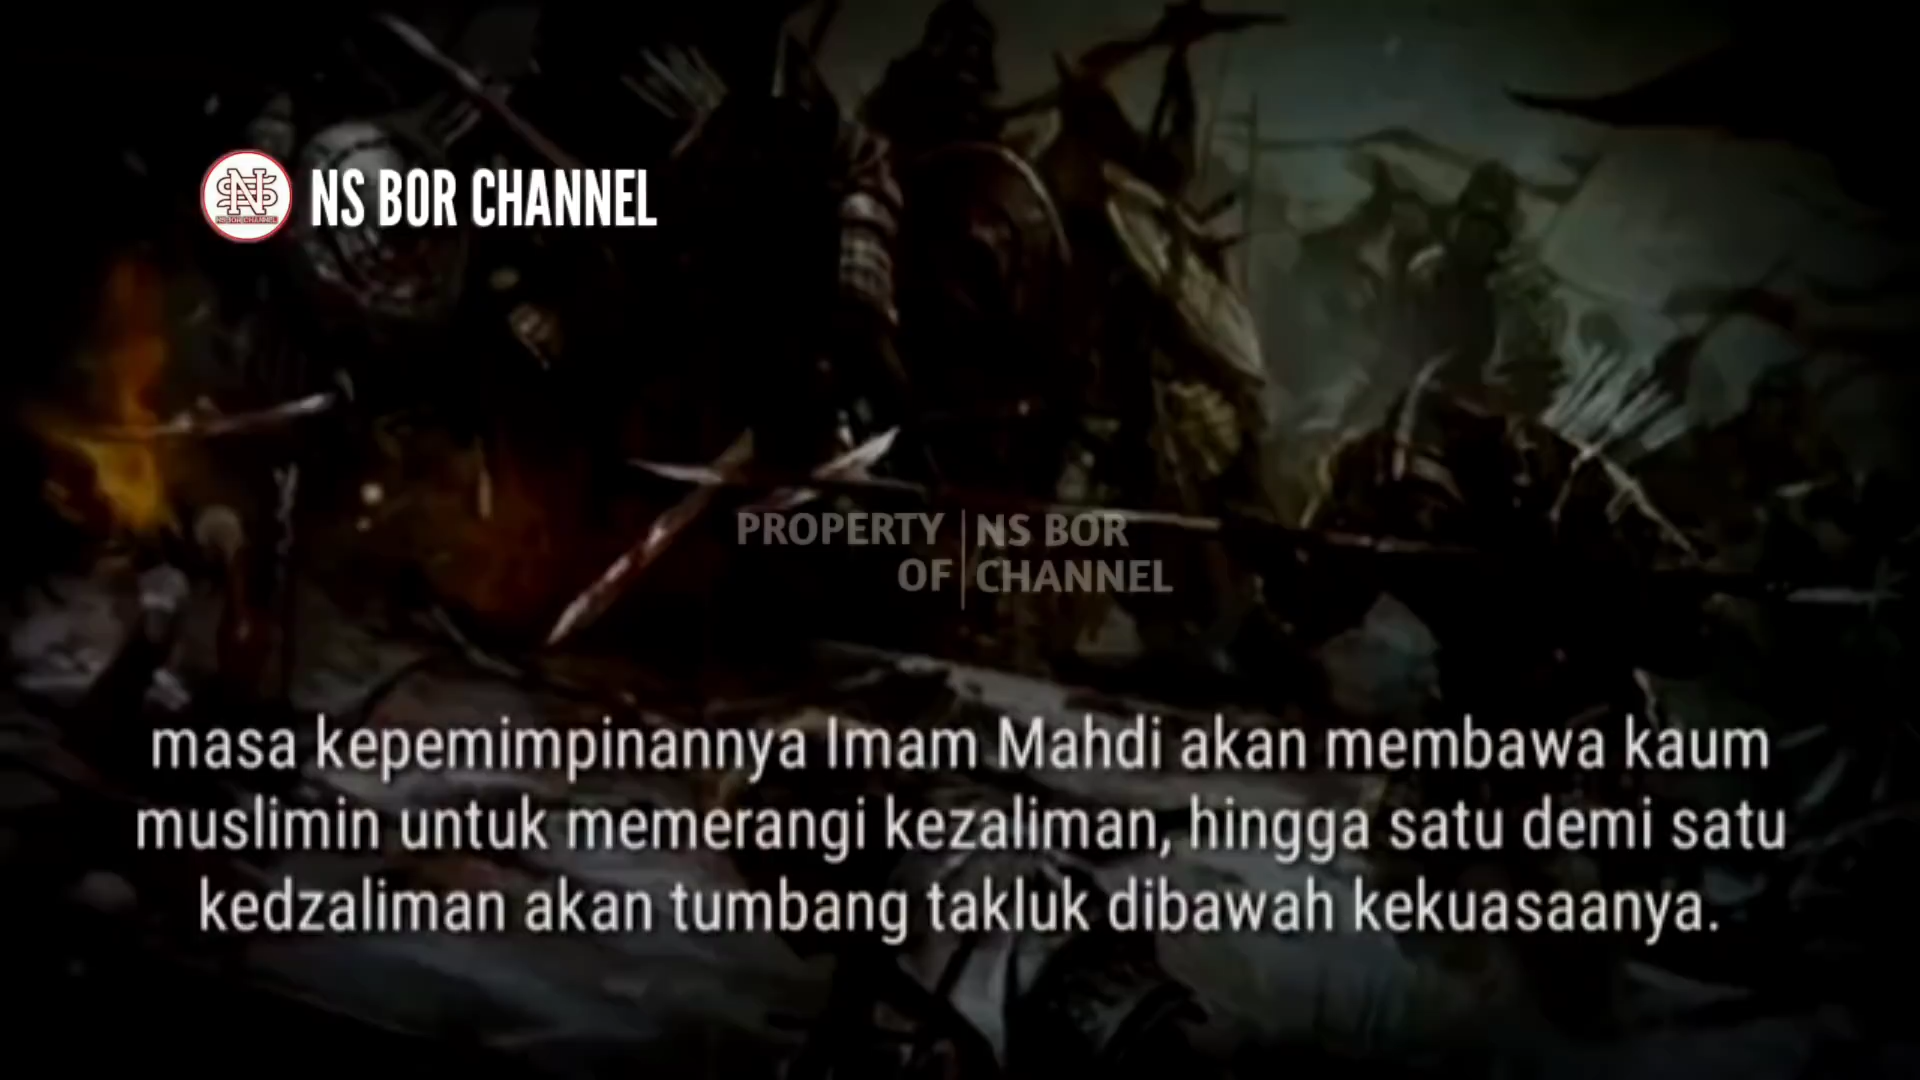 NS BOR CHANNEL
PROPERTY OF
NS BOR CHANNEL
masa kepemimpinannya Imam Mahdi akan membawa kaum
muslimin untuk memerangi kezaliman, hingga satu demi satu
kedzaliman akan tumbang takluk dibawah kekuasaanya.